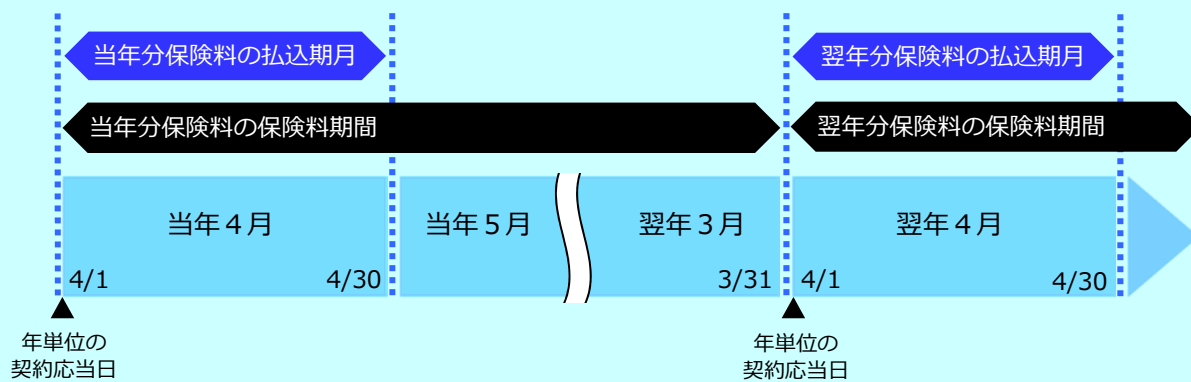 当年分保険料の払込期月
翌年分保険料の払込期月
当年分保険料の保険料期間
翌年分保険料の保険料期間
当年４月
当年５月
翌年３月
翌年４月
4/1
4/30
3/31
4/1
4/30
年単位の
契約応当日
年単位の
契約応当日